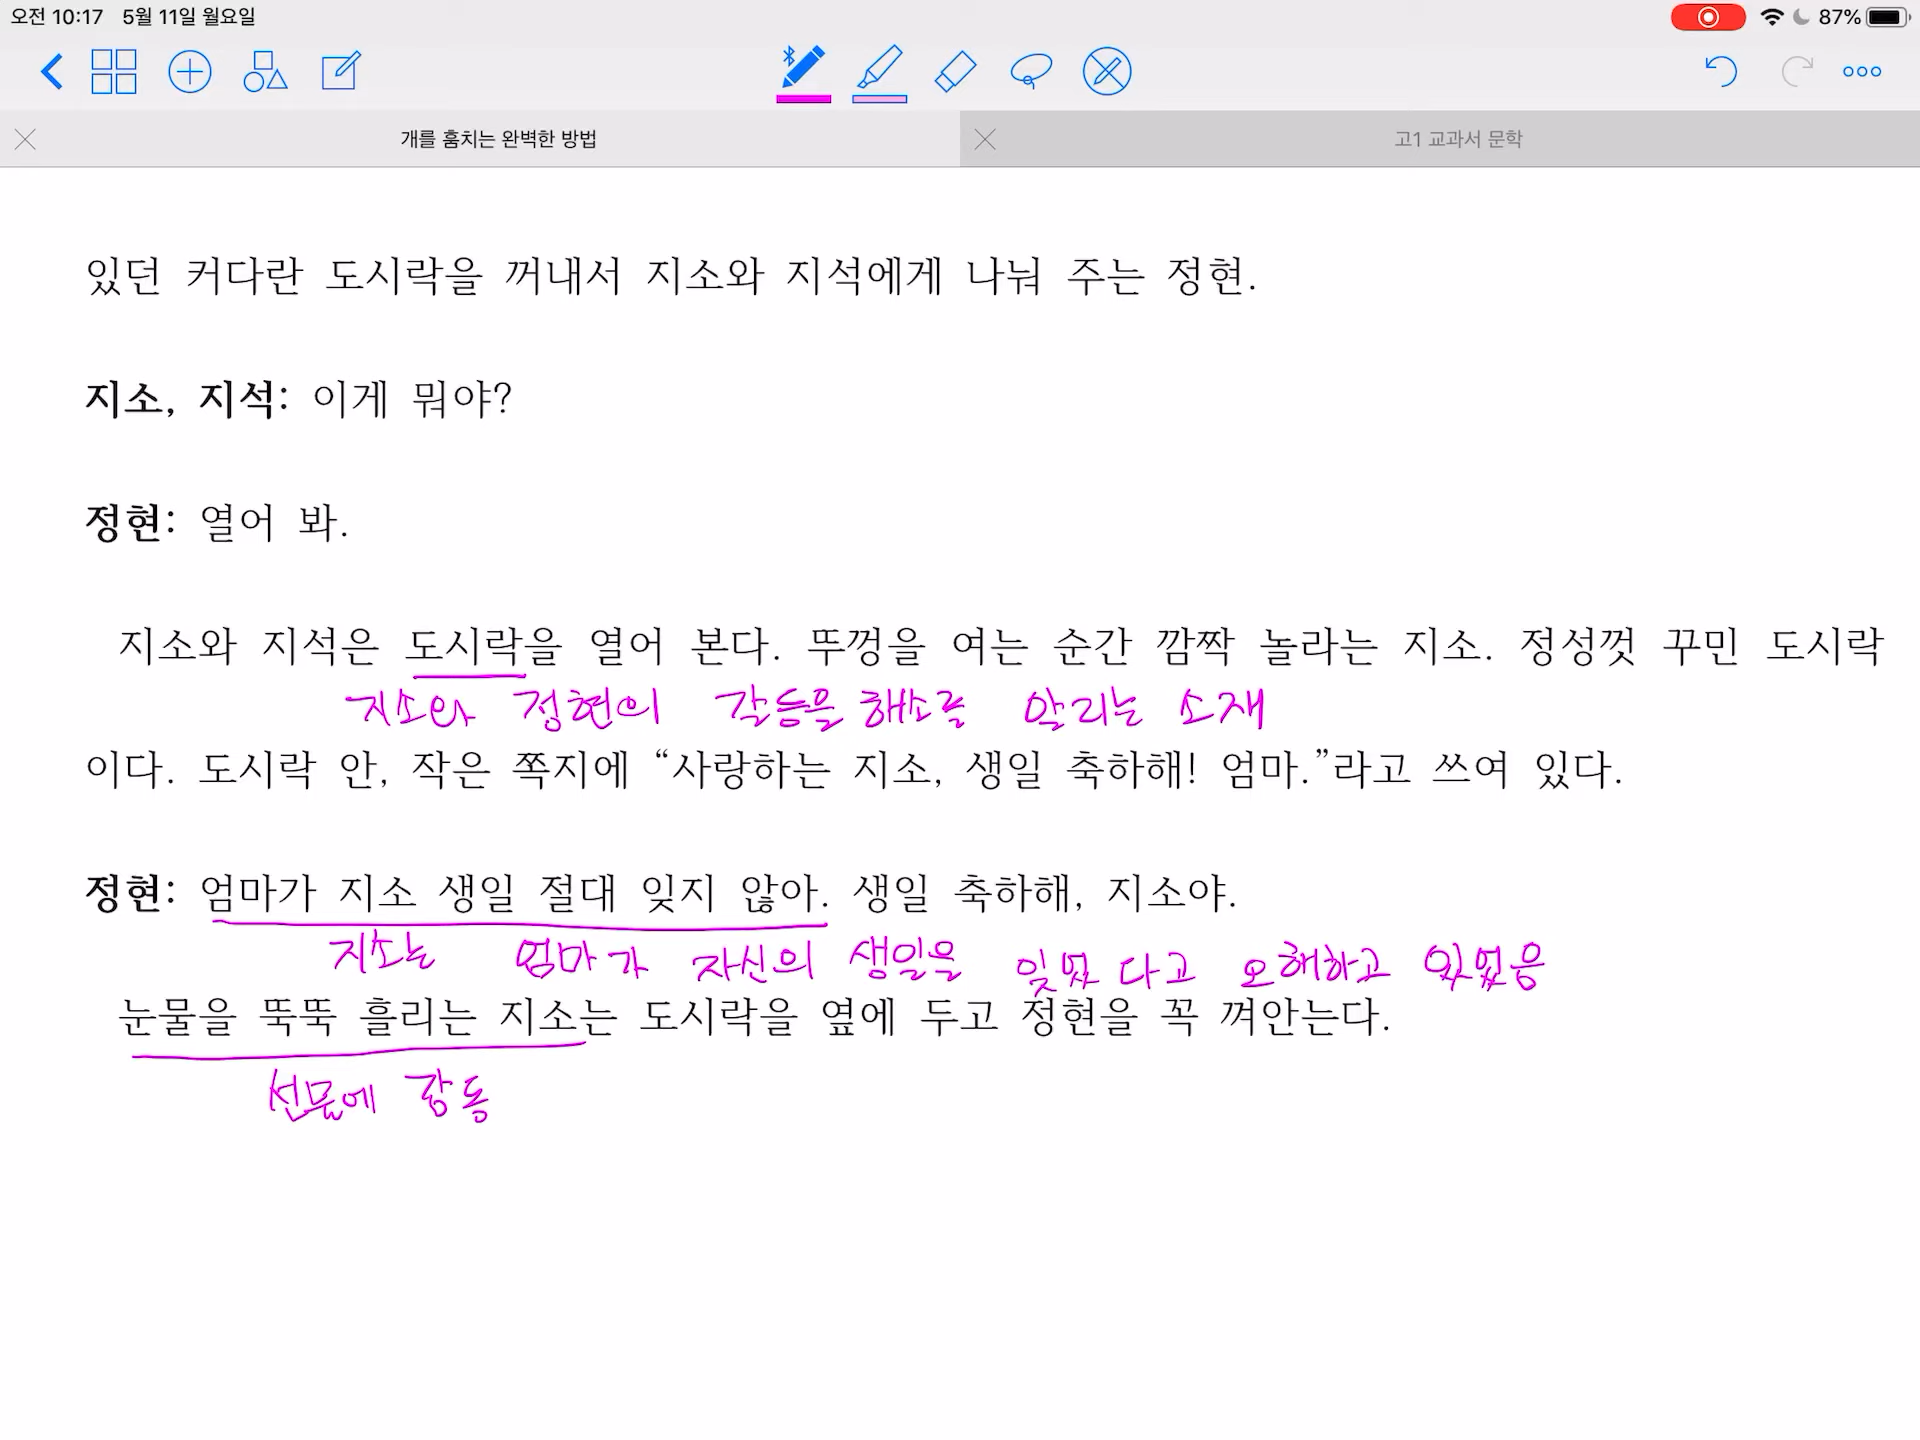 오전 10:17 5월 11일 월요일 87%
개를 훔치는 완벽한 방법 고1 교과서 문학
있던 커다란 도시락을 꺼내서 지소와 지석에게 나눠 주는 정현.
지소, 지석: 이게 뭐야?
정현: 열어 봐.
지소와 지석은 도시락을 열어 본다. 뚜껑을 여는 순간 깜짝 놀라는 지소. 정성껏 꾸민 도시락
지소와 정현의 갈등을 해소를 알리는 소재
이다. 도시락 안, 작은 쪽지에 “사랑하는 지소, 생일 축하해! 엄마.”라고 쓰여 있다.
정현: 엄마가 지소 생일 절대 잊지 않아. 생일 축하해, 지소야.
지소는 엄마가 자신의 생일을 잊었다고 오해하고 있었음
눈물을 뚝뚝 흘리는 지소는 도시락을 옆에 두고 정현을 꼭 껴안는다.
선물에 감동